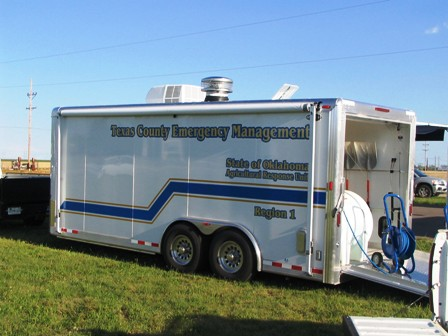 Texas County Emergency Management
State of Oklahoma
Agricultural Response Unit
Region 1